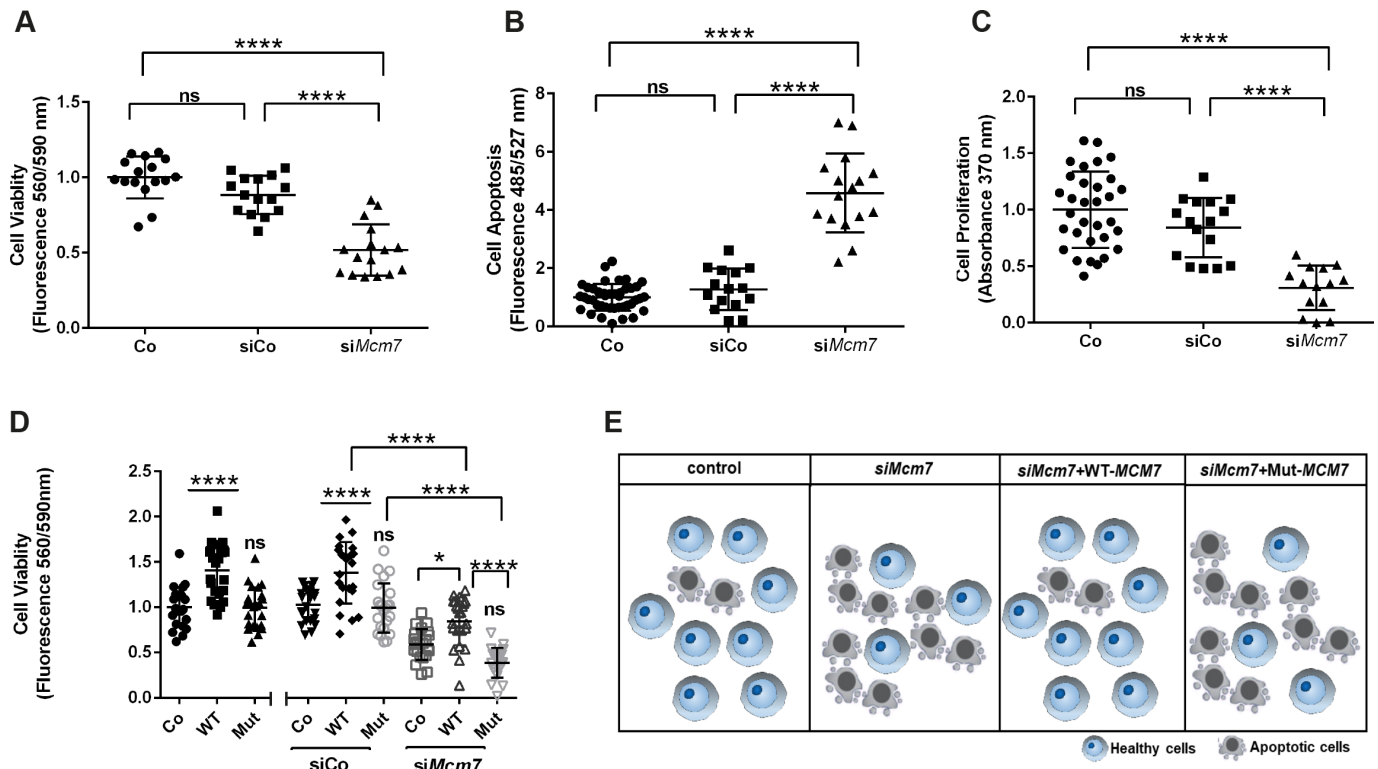 A
****
ns
****
Cell Viablity
(Fluorescence 560/590 nm)
1.5
1.0
0.5
0.0
Co
siCo
siMcm7
B
****
ns
****
Cell Apoptosis
(Fluorescence 485/527 nm)
8
6
4
2
0
Co
siCo
siMcm7
C
****
ns
****
Cell Proliferation
(Absorbance 370 nm)
2.0
1.5
1.0
0.5
0.0
Co
siCo
siMcm7
D
Cell Viablity
(Fluorescence 560/590nm)
2.5
2.0
1.5
1.0
0.5
0.0
****
ns
****
****
****
ns
*
****
ns
Co
WT
Mut
Co
WT
Mut
Co
WT
Mut
siCo
siMcm7
E
control
siMcm7
siMcm7+WT-MCM7
siMcm7+Mut-MCM7
Healthy cells
Apoptotic cells